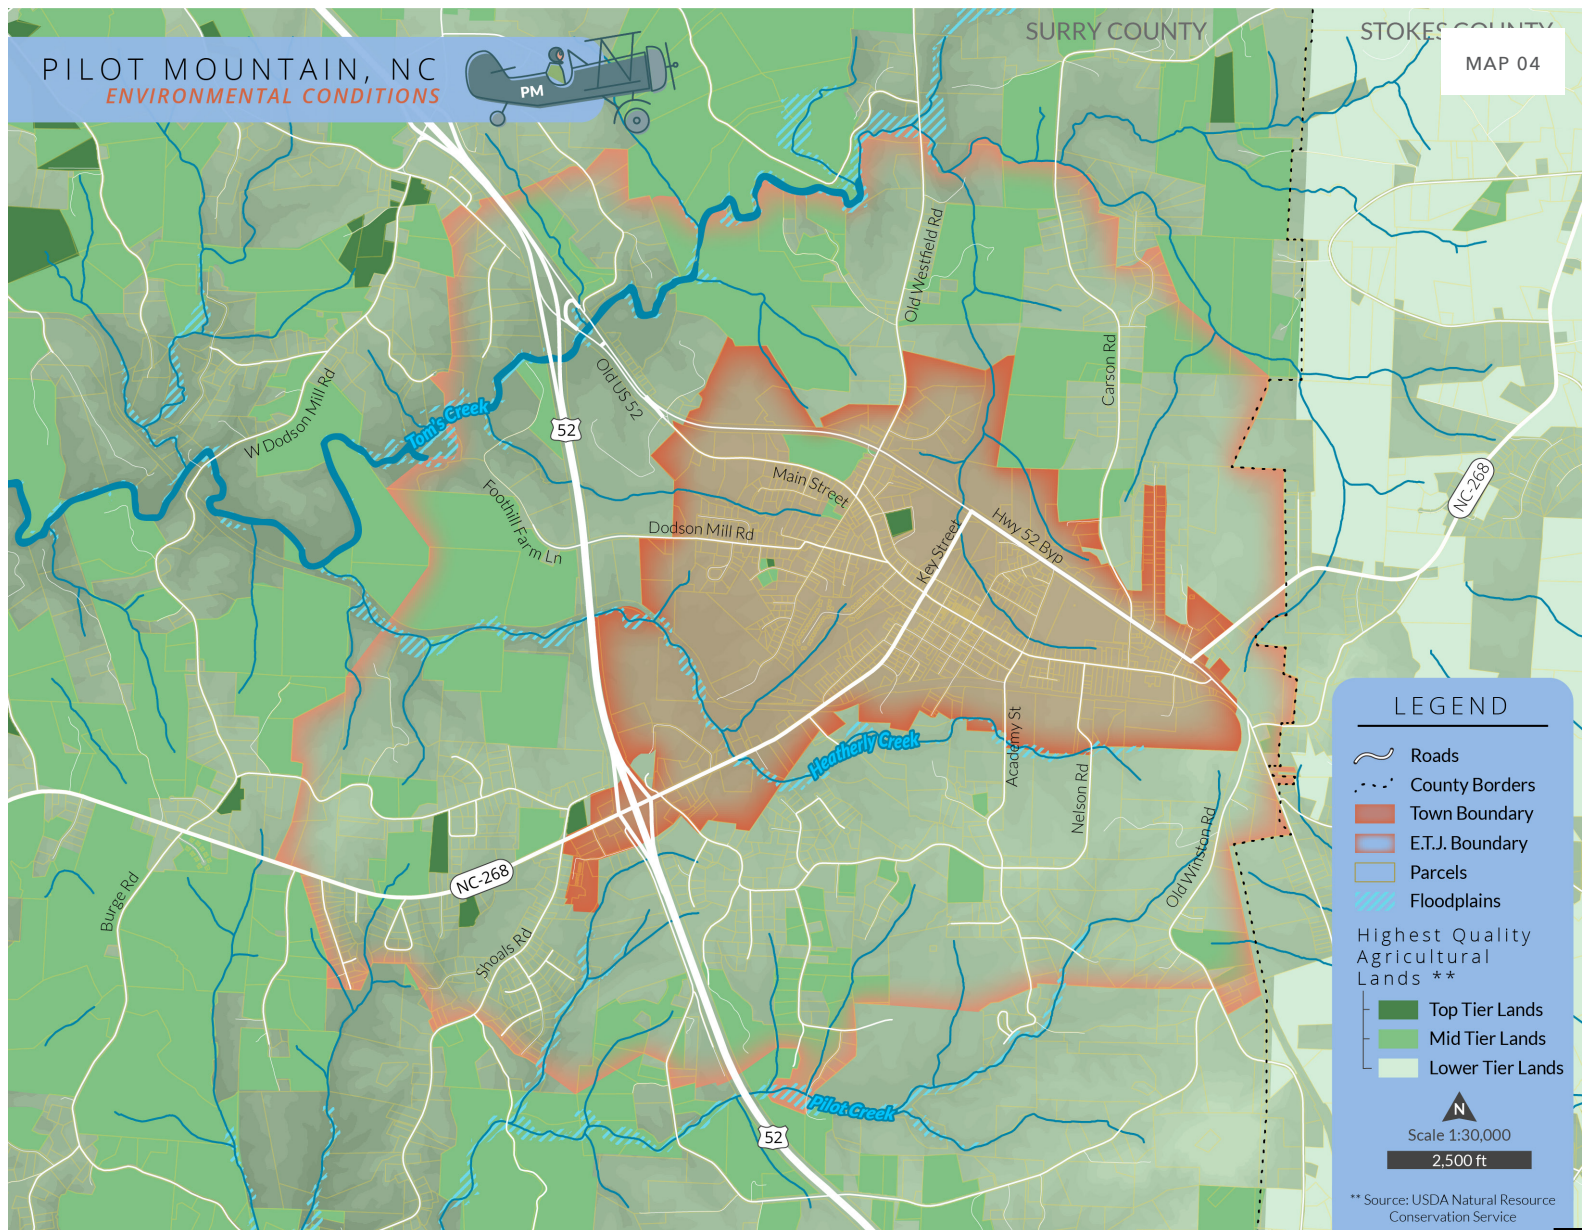 SURRY COUNTY
STOKES COUNTY
MAP 04
PILOT MOUNTAIN, NC
ENVIRONMENTAL CONDITIONS
PM
Old Westfield Rd
Carson Rd
Old US 52
W Dodson Mill Rd
Tom's Creek
52
Main Street
NC-268
Foothill Farm Ln
Dodson Mill Rd
Key Street
Hwy 52 Byp
Heatherly Creek
Academy St
Nelson Rd
Old Winston Rd
NC-268
Burge Rd
Shoals Rd
Pilot Creek
52
LEGEND
Roads
County Borders
Town Boundary
E.T.J. Boundary
Parcels
Floodplains
Highest Quality
Agricultural
Lands **
Top Tier Lands
Mid Tier Lands
Lower Tier Lands
N
Scale 1:30,000
2,500 ft
** Source: USDA Natural Resource
Conservation Service